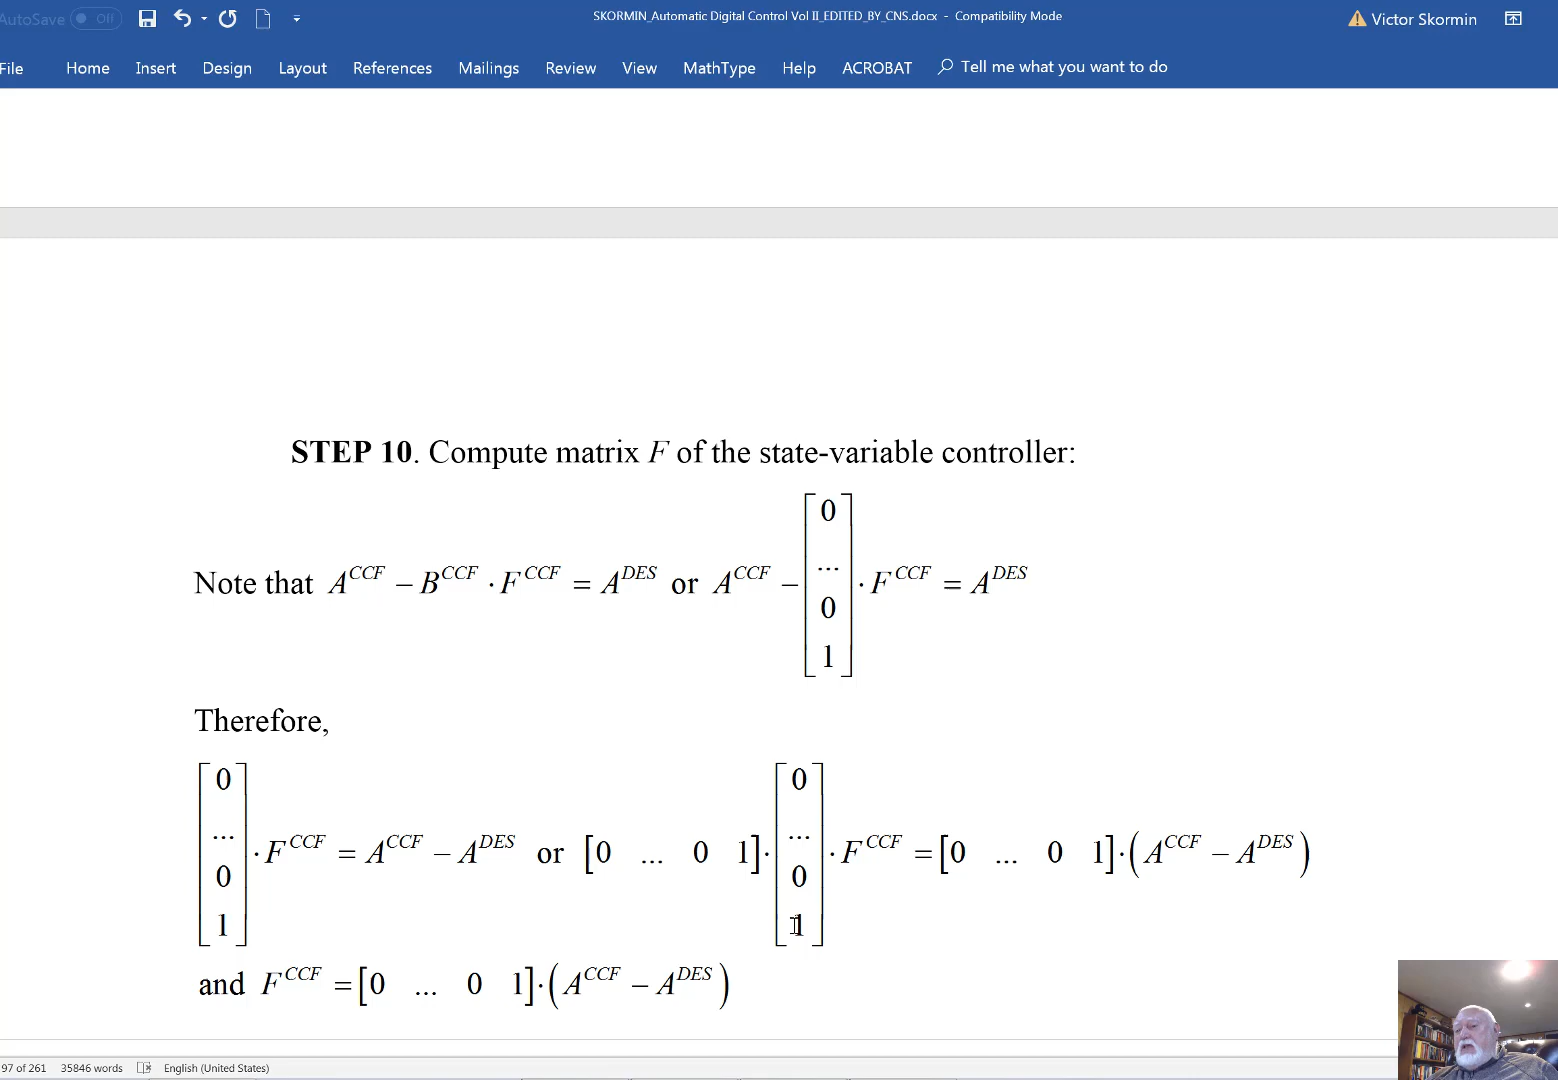 AutoSave Off SKORMIN_Automatic Digital Control Vol II_EDITED_BY_CNS.docx - Compatibility Mode Victor Skormin
File Home Insert Design Layout References Mailings Review View MathType Help ACROBAT Tell me what you want to do
STEP 10. Compute matrix F of the state-variable controller:
Note that A^CCF − B^CCF · F^CCF = A^DES or A^CCF − [0 ... 0 1] · F^CCF = A^DES
Therefore,
[0 ... 0 1] · F^CCF = A^CCF − A^DES or [0 ... 0 1] · [0 ... 0 1] · F^CCF = [0 ... 0 1] · (A^CCF − A^DES)
and F^CCF = [0 ... 0 1] · (A^CCF − A^DES)
97 of 261 35846 words English (United States)